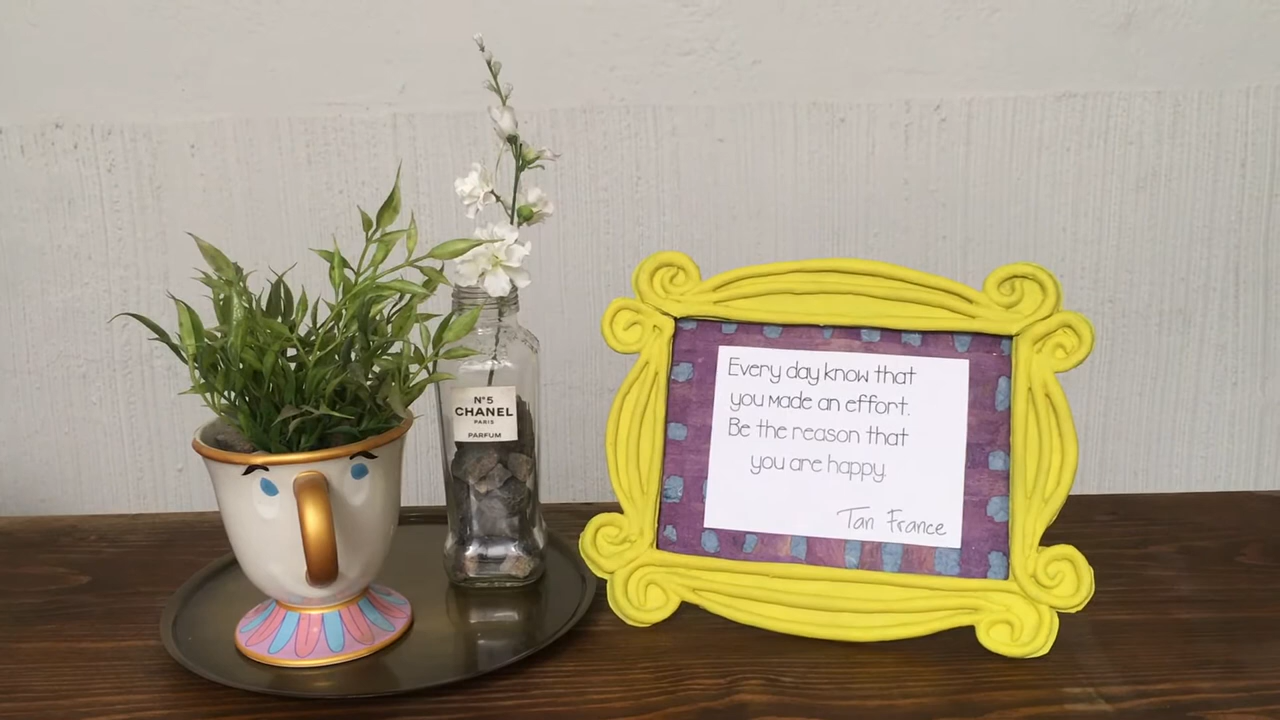 N°5
CHANEL
PARIS
PARFUM
Every day know that
you made an effort.
Be the reason that
you are happy
Tan France